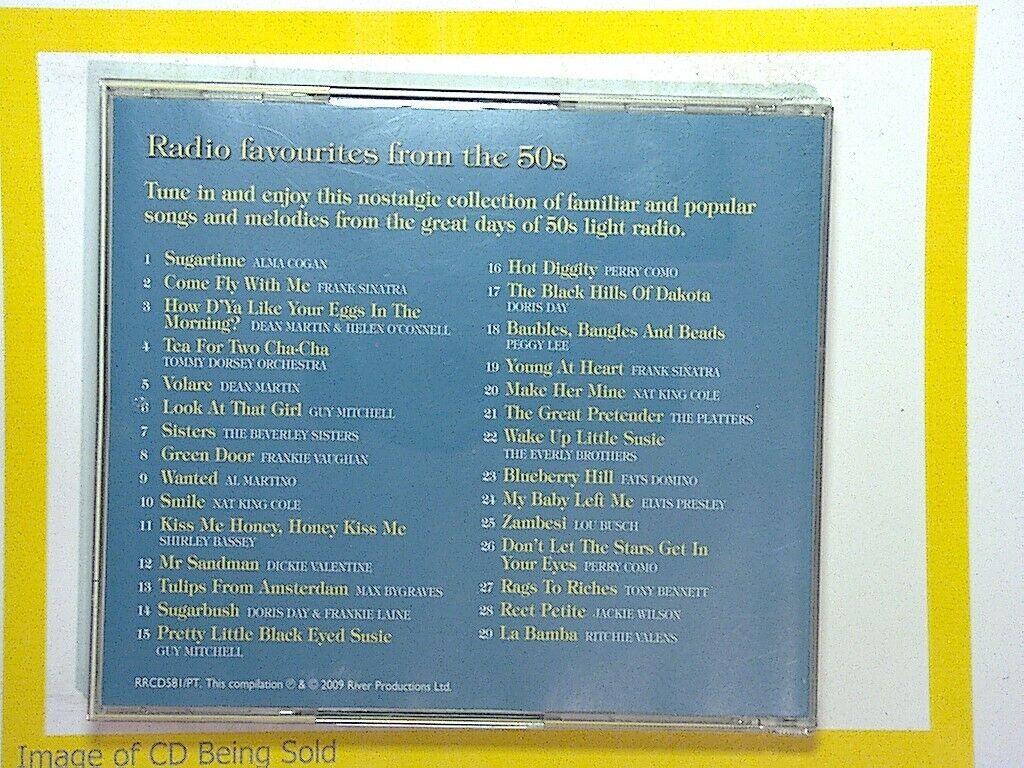 Radio favourites from the 50s
Tune in and enjoy this nostalgic collection of familiar and popular
songs and melodies from the great days of 50s light radio.
1 Sugartime ALMA COGAN
2 Come Fly With Me FRANK SINATRA
3 How D'Ya Like Your Eggs In The
Morning? DEAN MARTIN & HELEN O'CONNELL
4 Tea For Two Cha-Cha
TOMMY DORSEY ORCHESTRA
5 Volare DEAN MARTIN
6 Look At That Girl GUY MITCHELL
7 Sisters THE BEVERLEY SISTERS
8 Green Door FRANKIE VAUGHAN
9 Wanted AL MARTINO
10 Smile NAT KING COLE
11 Kiss Me Honey, Honey Kiss Me
SHIRLEY BASSEY
12 Mr Sandman DICKIE VALENTINE
13 Tulips From Amsterdam MAX BYGRAVES
14 Sugarbush DORIS DAY & FRANKIE LAINE
15 Pretty Little Black Eyed Susie
GUY MITCHELL
16 Hot Diggity PERRY COMO
17 The Black Hills Of Dakota
DORIS DAY
18 Baubles, Bangles And Beads
PEGGY LEE
19 Young At Heart FRANK SINATRA
20 Make Her Mine NAT KING COLE
21 The Great Pretender THE PLATTERS
22 Wake Up Little Susie
THE EVERLY BROTHERS
23 Blueberry Hill FATS DOMINO
24 My Baby Left Me ELVIS PRESLEY
25 Zambesi LOU BUSCH
26 Don't Let The Stars Get In
Your Eyes PERRY COMO
27 Rags To Riches TONY BENNETT
28 Reet Petite JACKIE WILSON
29 La Bamba RITCHIE VALENS
RRCD581/PT. This compilation ℗ & © 2009 River Productions Ltd.
Image of CD Being Sold